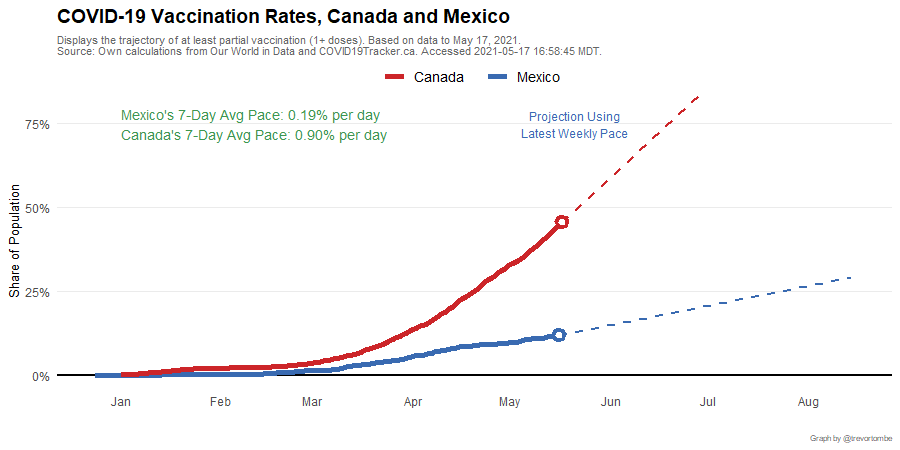 COVID-19 Vaccination Rates, Canada and Mexico
Displays the trajectory of at least partial vaccination (1+ doses). Based on data to May 17, 2021.
Source: Own calculations from Our World in Data and COVID19Tracker.ca. Accessed 2021-05-17 16:58:45 MDT.
Canada Mexico
Mexico's 7-Day Avg Pace: 0.19% per day
Canada's 7-Day Avg Pace: 0.90% per day
Projection Using
Latest Weekly Pace
Share of Population
75%
50%
25%
0%
Jan Feb Mar Apr May Jun Jul Aug
Graph by @trevortombe